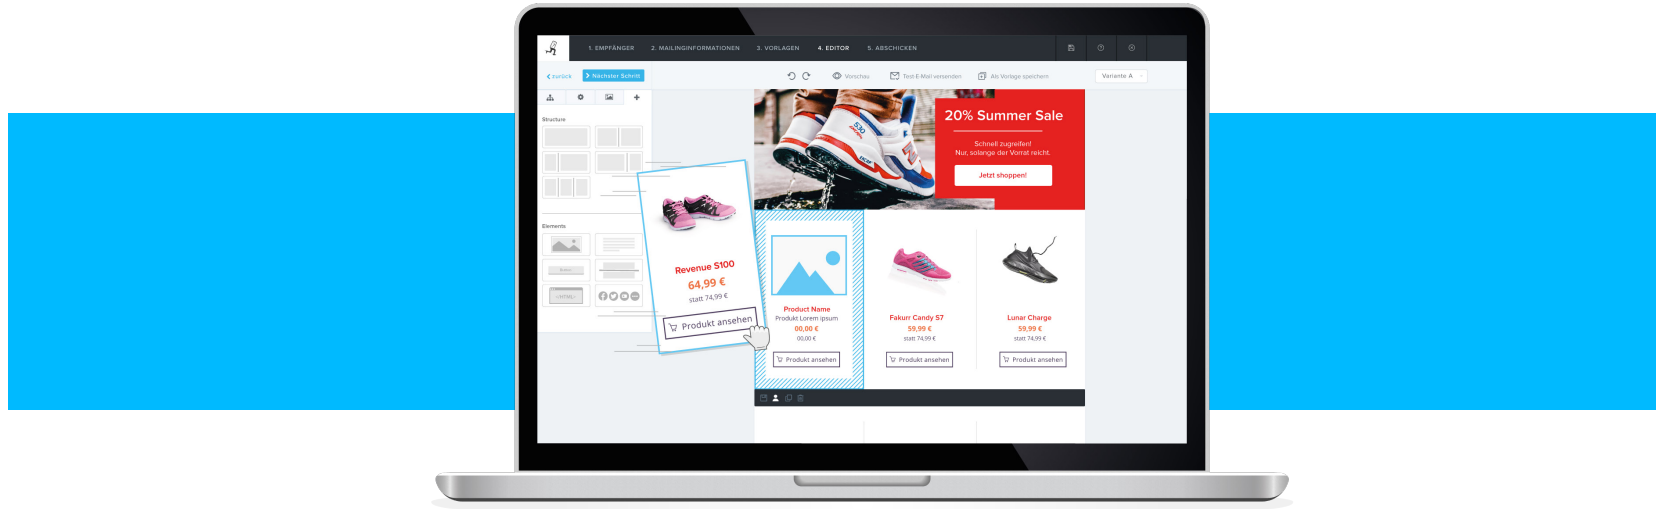 1. EMPFÄNGER 2. MAILINGINFORMATIONEN 3. VORLAGEN 4. EDITOR 5. ABSCHICKEN
zurück Nächster Schritt Vorschau Test-E-Mail versenden Als Vorlage speichern Variante A
Structure
Elements
Button
<HTML>
Revenue S100
64,99 €
statt 74,99 €
Produkt ansehen
20% Summer Sale
Schnell zugreifen!
Nur, solange der Vorrat reicht.
Jetzt shoppen!
530
Product Name
Produkt Lorem ipsum
00,00 €
00,00 €
Produkt ansehen
Fakurr Candy S7
59,99 €
statt 74,99 €
Produkt ansehen
Lunar Charge
59,99 €
statt 74,99 €
Produkt ansehen